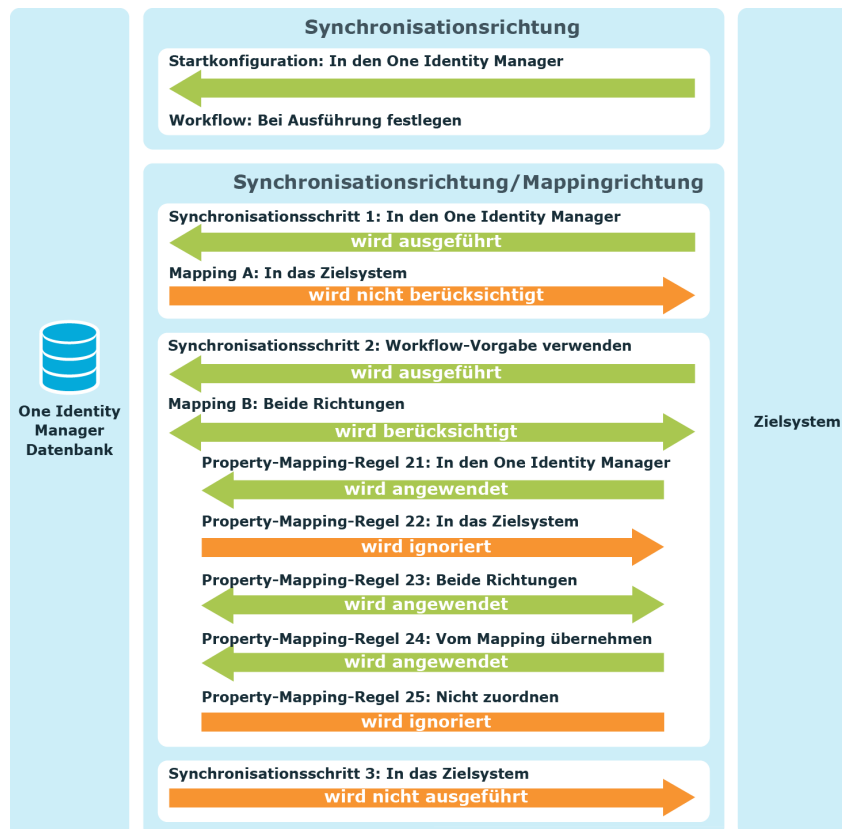 Synchronisationsrichtung
Startkonfiguration: In den One Identity Manager
Workflow: Bei Ausführung festlegen
Synchronisationsrichtung/Mappingrichtung
Synchronisationsschritt 1: In den One Identity Manager
wird ausgeführt
Mapping A: In das Zielsystem
wird nicht berücksichtigt
Synchronisationsschritt 2: Workflow-Vorgabe verwenden
wird ausgeführt
Mapping B: Beide Richtungen
wird berücksichtigt
Property-Mapping-Regel 21: In den One Identity Manager
wird angewendet
Property-Mapping-Regel 22: In das Zielsystem
wird ignoriert
Property-Mapping-Regel 23: Beide Richtungen
wird angewendet
Property-Mapping-Regel 24: Vom Mapping übernehmen
wird angewendet
Property-Mapping-Regel 25: Nicht zuordnen
wird ignoriert
Synchronisationsschritt 3: In das Zielsystem
wird nicht ausgeführt
One Identity
Manager
Datenbank
Zielsystem